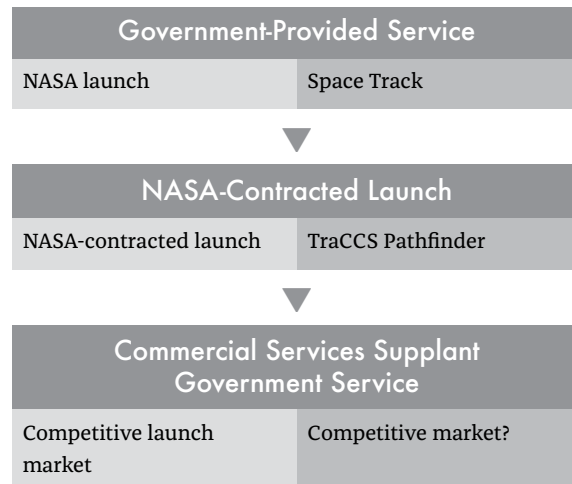 Government-Provided Service
NASA launch
Space Track
NASA-Contracted Launch
NASA-contracted launch
TraCCS Pathfinder
Commercial Services Supplant
Government Service
Competitive launch
market
Competitive market?